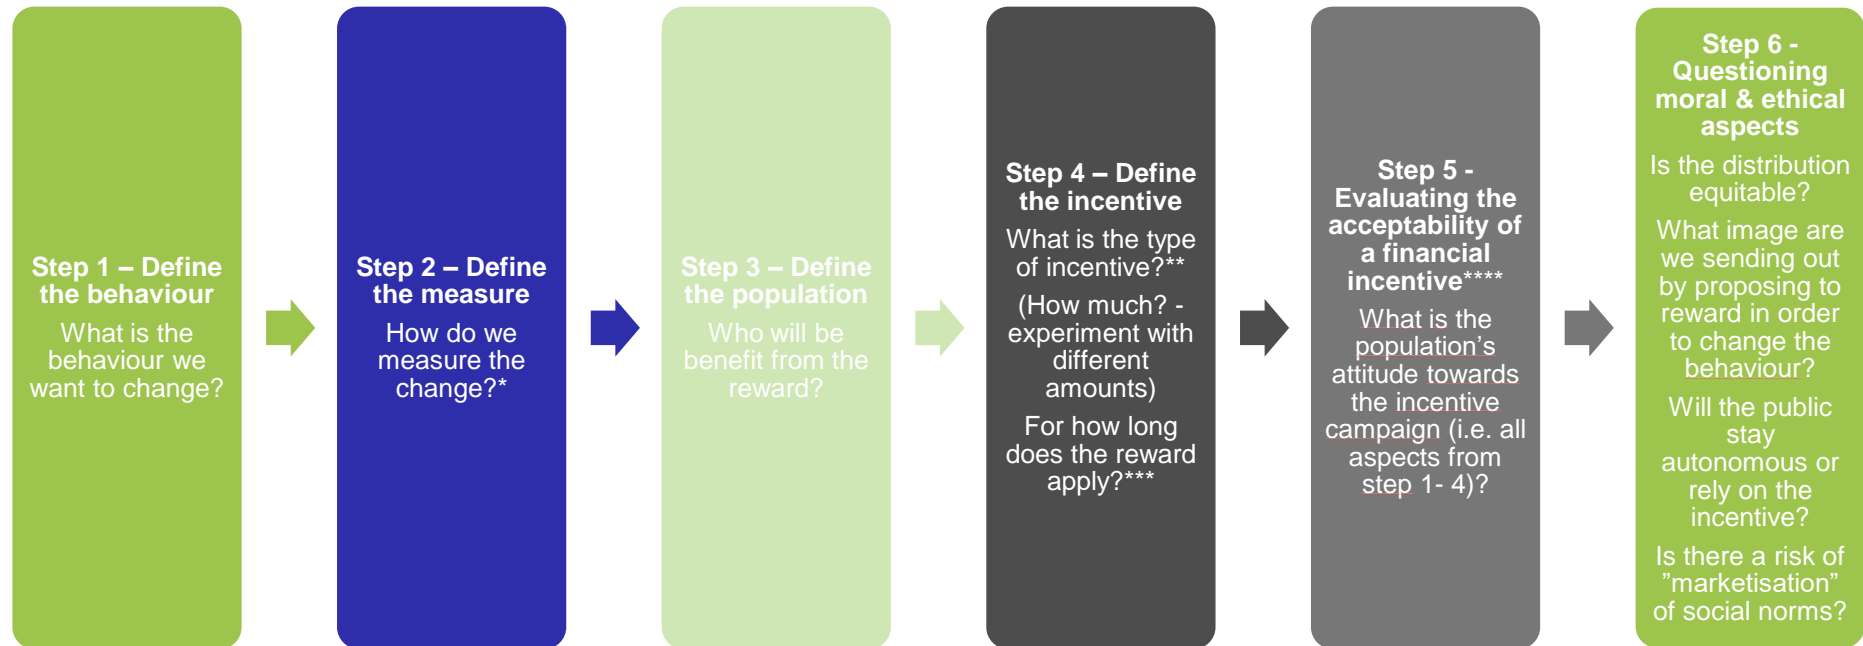 Step 1 – Define
the behaviour
What is the
behaviour we
want to change?
Step 2 – Define
the measure
How do we
measure the
change?*
Step 3 – Define
the population
Who will be
benefit from the
reward?
Step 4 – Define
the incentive
What is the type
of incentive?**
(How much? -
experiment with
different
amounts)
For how long
does the reward
apply?***
Step 5 -
Evaluating the
acceptability of
a financial
incentive****
What is the
population’s
attitude towards
the incentive
campaign (i.e. all
aspects from
step 1- 4)?
Step 6 -
Questioning
moral & ethical
aspects
Is the distribution
equitable?
What image are
we sending out
by proposing to
reward in order
to change the
behaviour?
Will the public
stay
autonomous or
rely on the
incentive?
Is there a risk of
”marketisation”
of social norms?